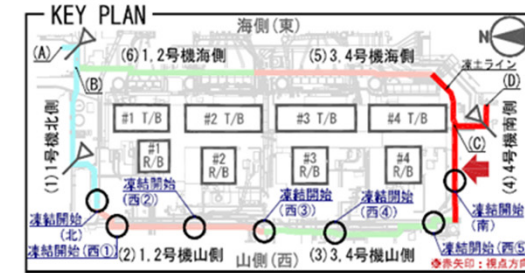 KEY PLAN
海側(東)
N
(A)
(6)1,2号機海側
(5)3,4号機海側
凍土ライン
(B)
(D)
#1 T/B
#2 T/B
#3 T/B
#4 T/B
(C)
(1)1号機北側
(4)4号機南側
#1
R/B
#2
R/B
#3
R/B
#4
R/B
凍結開始
(西②)
凍結開始
(西③)
凍結開始
(西④)
凍結開始
(北)
凍結開始
(南)
凍結開始(西①)
(2)1,2号機山側
(3)3,4号機山側
凍結開始(西⑤)
山側(西)
※赤矢印:視点方向